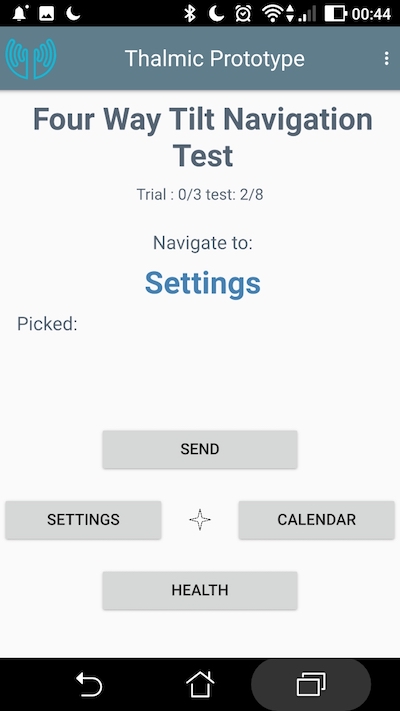 00:44
Thalmic Prototype
Four Way Tilt Navigation
Test
Trial : 0/3 test: 2/8
Navigate to:
Settings
Picked:
SEND
SETTINGS
CALENDAR
HEALTH